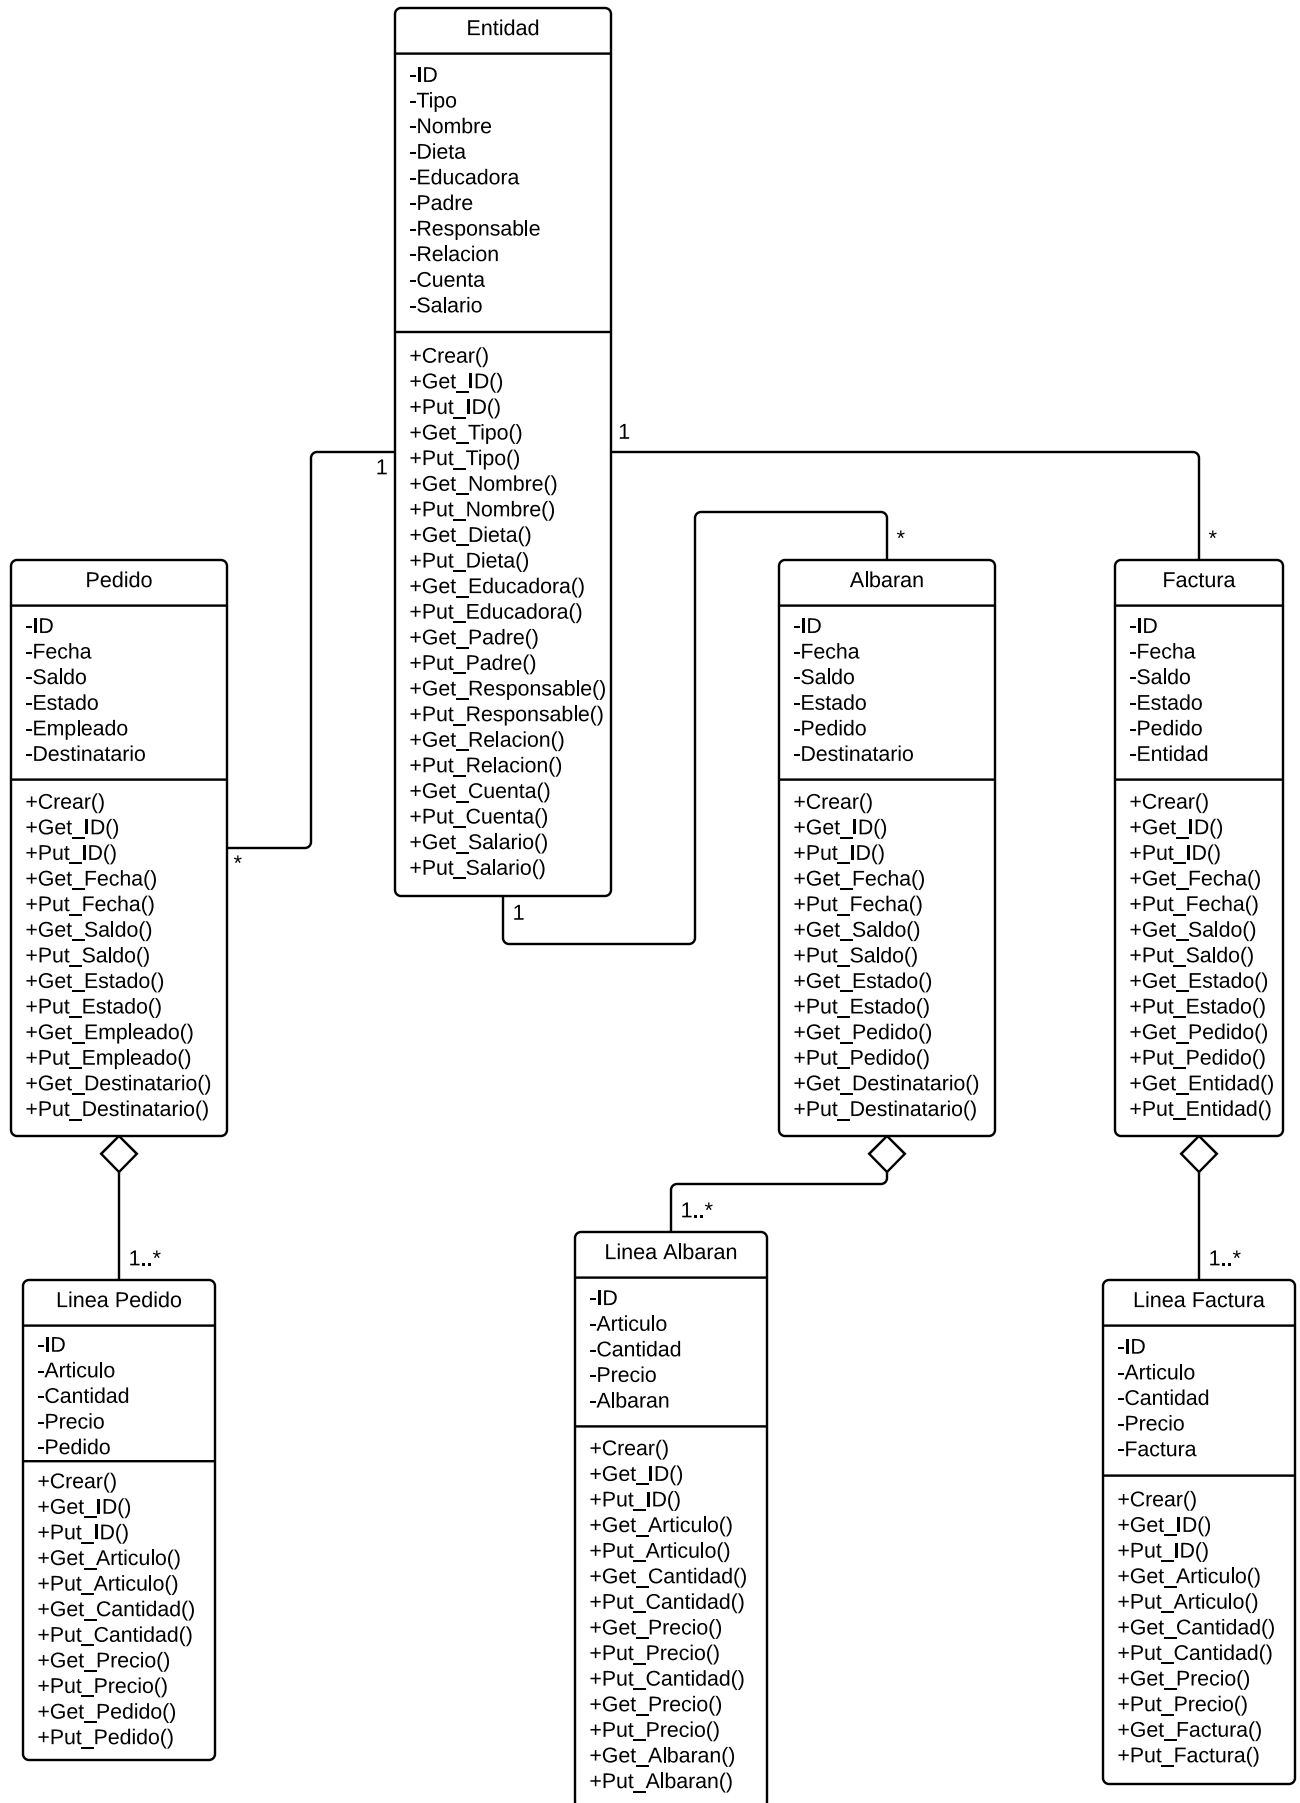 Entidad
-ID
-Tipo
-Nombre
-Dieta
-Educadora
-Padre
-Responsable
-Relacion
-Cuenta
-Salario
+Crear()
+Get_ID()
+Put_ID()
+Get_Tipo()
+Put_Tipo()
+Get_Nombre()
+Put_Nombre()
+Get_Dieta()
+Put_Dieta()
+Get_Educadora()
+Put_Educadora()
+Get_Padre()
+Put_Padre()
+Get_Responsable()
+Put_Responsable()
+Get_Relacion()
+Put_Relacion()
+Get_Cuenta()
+Put_Cuenta()
+Get_Salario()
+Put_Salario()
1
*
1
*
1
*
Pedido
-ID
-Fecha
-Saldo
-Estado
-Empleado
-Destinatario
+Crear()
+Get_ID()
+Put_ID()
+Get_Fecha()
+Put_Fecha()
+Get_Saldo()
+Put_Saldo()
+Get_Estado()
+Put_Estado()
+Get_Empleado()
+Put_Empleado()
+Get_Destinatario()
+Put_Destinatario()
Albaran
-ID
-Fecha
-Saldo
-Estado
-Pedido
-Destinatario
+Crear()
+Get_ID()
+Put_ID()
+Get_Fecha()
+Put_Fecha()
+Get_Saldo()
+Put_Saldo()
+Get_Estado()
+Put_Estado()
+Get_Pedido()
+Put_Pedido()
+Get_Destinatario()
+Put_Destinatario()
Factura
-ID
-Fecha
-Saldo
-Estado
-Pedido
-Entidad
+Crear()
+Get_ID()
+Put_ID()
+Get_Fecha()
+Put_Fecha()
+Get_Saldo()
+Put_Saldo()
+Get_Estado()
+Put_Estado()
+Get_Pedido()
+Put_Pedido()
+Get_Entidad()
+Put_Entidad()
1..*
Linea Pedido
-ID
-Articulo
-Cantidad
-Precio
-Pedido
+Crear()
+Get_ID()
+Put_ID()
+Get_Articulo()
+Put_Articulo()
+Get_Cantidad()
+Put_Cantidad()
+Get_Precio()
+Put_Precio()
+Get_Pedido()
+Put_Pedido()
1..*
Linea Albaran
-ID
-Articulo
-Cantidad
-Precio
-Albaran
+Crear()
+Get_ID()
+Put_ID()
+Get_Articulo()
+Put_Articulo()
+Get_Cantidad()
+Put_Cantidad()
+Get_Precio()
+Put_Precio()
+Put_Cantidad()
+Get_Precio()
+Put_Precio()
+Get_Albaran()
+Put_Albaran()
1..*
Linea Factura
-ID
-Articulo
-Cantidad
-Precio
-Factura
+Crear()
+Get_ID()
+Put_ID()
+Get_Articulo()
+Put_Articulo()
+Get_Cantidad()
+Put_Cantidad()
+Get_Precio()
+Put_Precio()
+Get_Factura()
+Put_Factura()